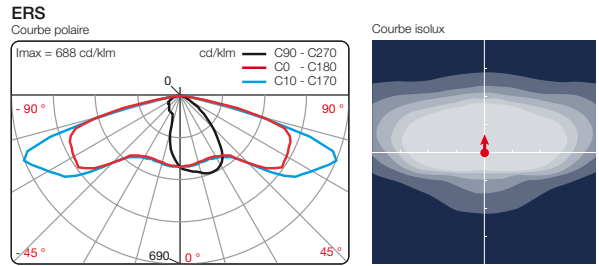 ERS
Courbe polaire
Imax = 688 cd/klm
cd/klm
C90 - C270
C0 - C180
C10 - C170
0
- 90 °
90 °
- 45 °
690
0 °
45 °
Courbe isolux